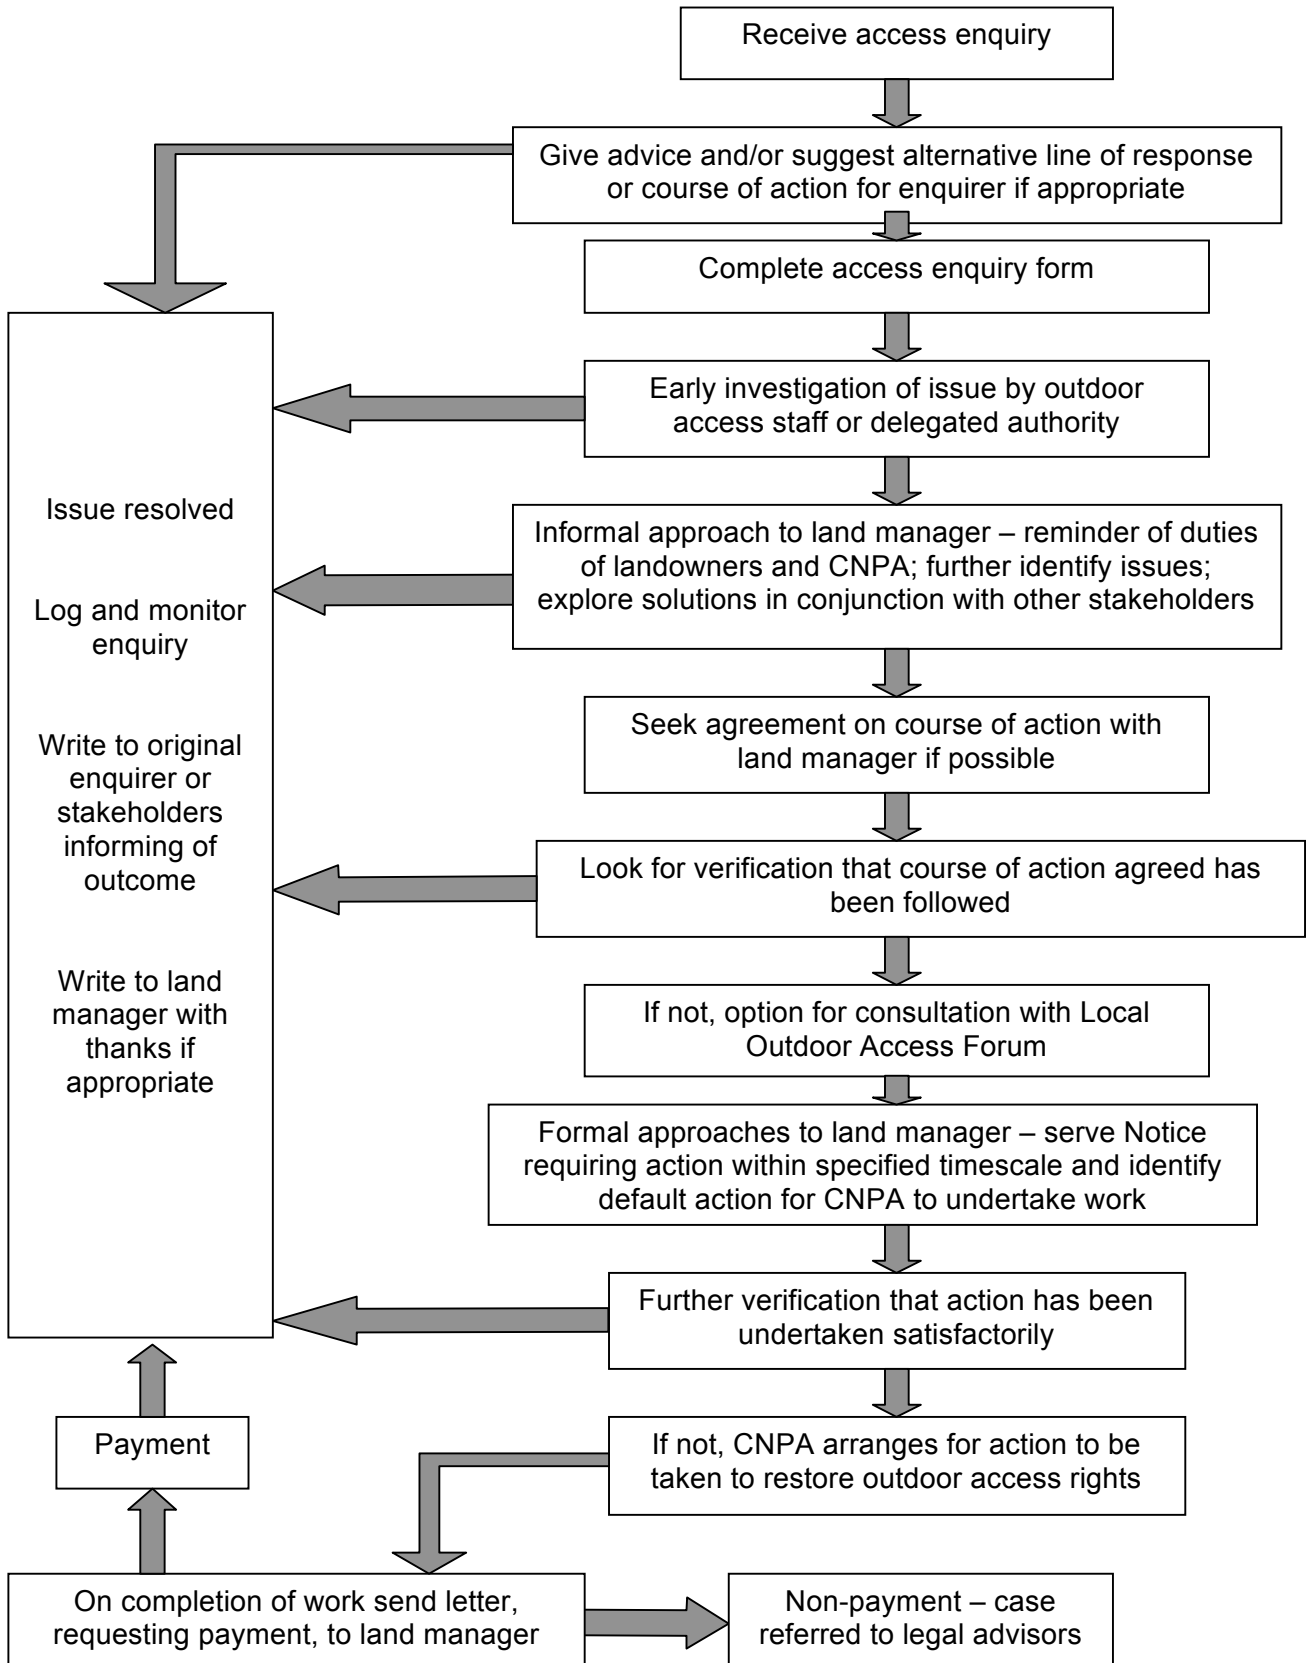 Receive access enquiry
Give advice and/or suggest alternative line of response
or course of action for enquirer if appropriate
Complete access enquiry form
Early investigation of issue by outdoor
access staff or delegated authority
Informal approach to land manager – reminder of duties
of landowners and CNPA; further identify issues;
explore solutions in conjunction with other stakeholders
Seek agreement on course of action with
land manager if possible
Look for verification that course of action agreed has
been followed
If not, option for consultation with Local
Outdoor Access Forum
Formal approaches to land manager – serve Notice
requiring action within specified timescale and identify
default action for CNPA to undertake work
Further verification that action has been
undertaken satisfactorily
If not, CNPA arranges for action to be
taken to restore outdoor access rights
On completion of work send letter,
requesting payment, to land manager
Non-payment – case
referred to legal advisors
Payment
Issue resolved
Log and monitor
enquiry
Write to original
enquirer or
stakeholders
informing of
outcome
Write to land
manager with
thanks if
appropriate